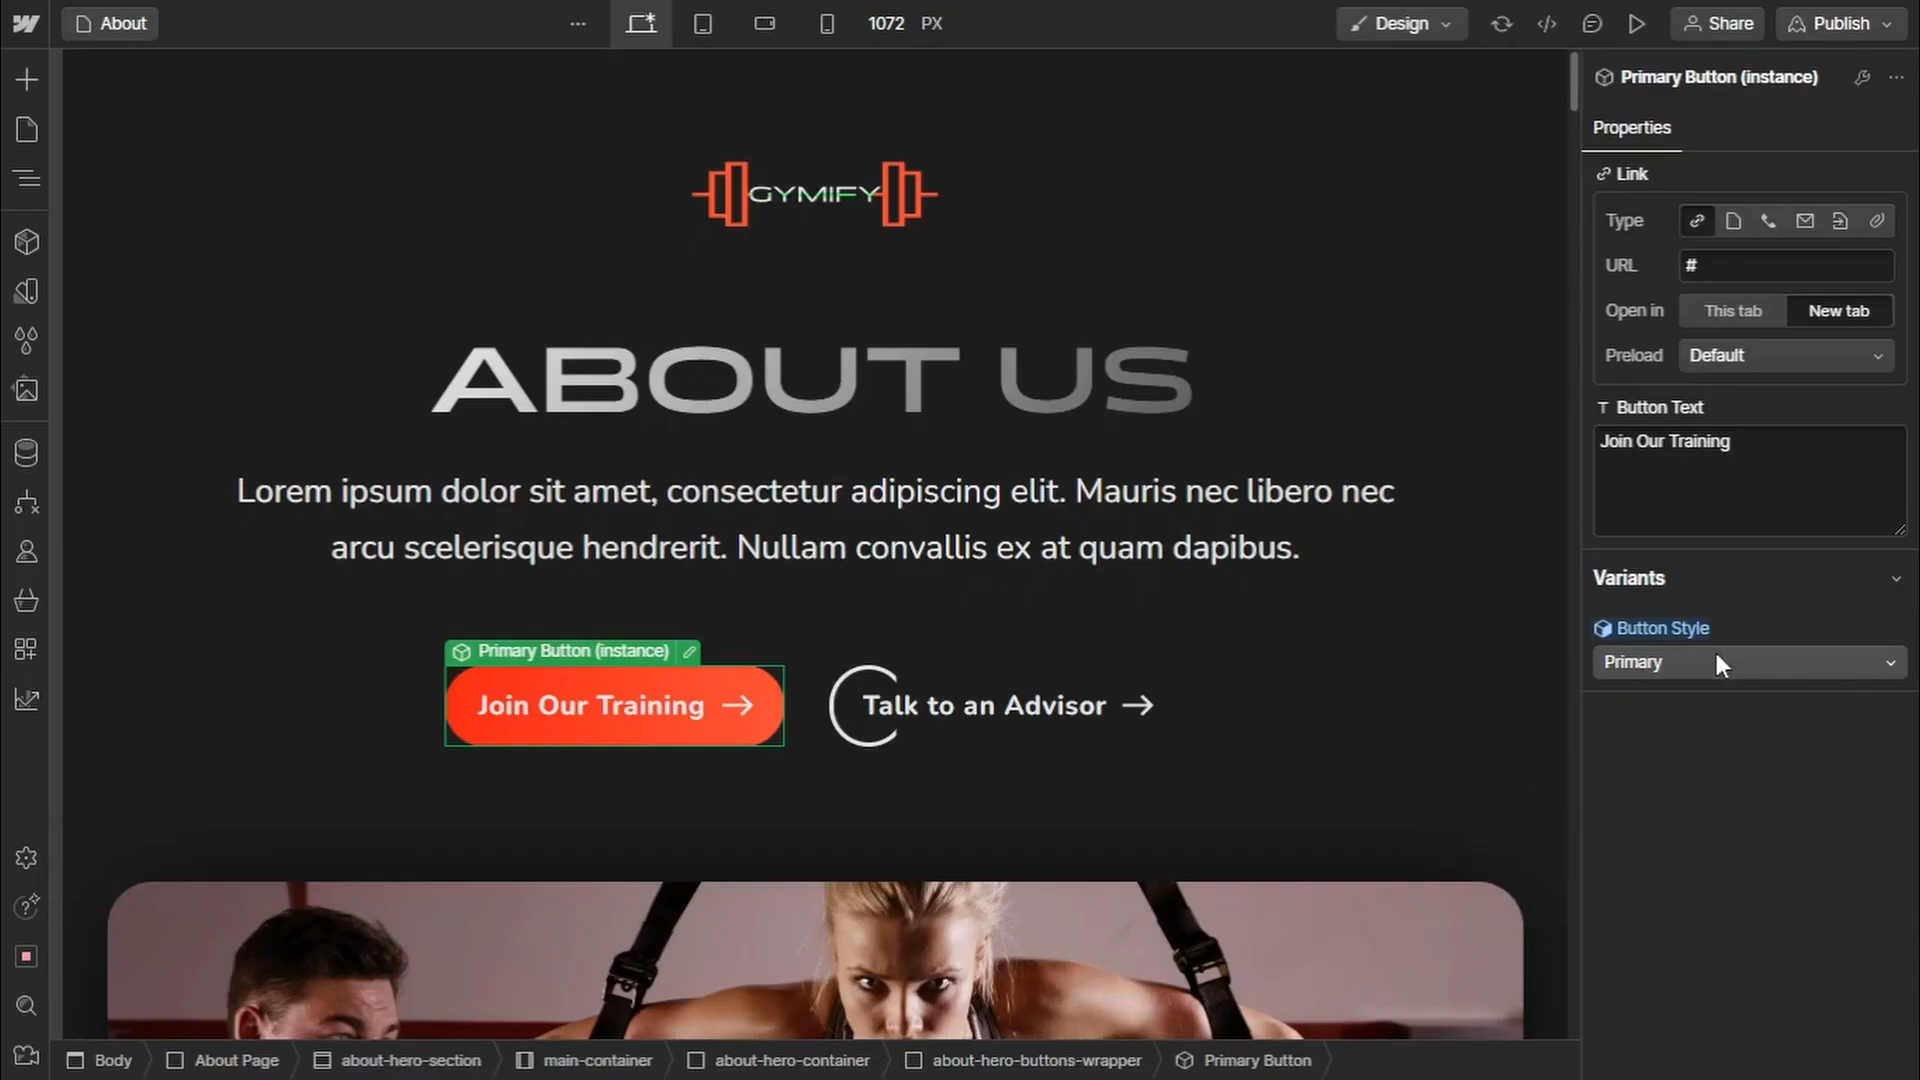 About
1072 PX
Design
Share
Publish
GYMIFY
ABOUT US
Lorem ipsum dolor sit amet, consectetur adipiscing elit. Mauris nec libero nec
arcu scelerisque hendrerit. Nullam convallis ex at quam dapibus.
Primary Button (instance)
Join Our Training
Talk to an Advisor
Primary Button (instance)
Properties
Link
Type
URL #
Open in This tab New tab
Preload Default
Button Text
Join Our Training
Variants
Button Style
Primary
Body
About Page
about-hero-section
main-container
about-hero-container
about-hero-buttons-wrapper
Primary Button